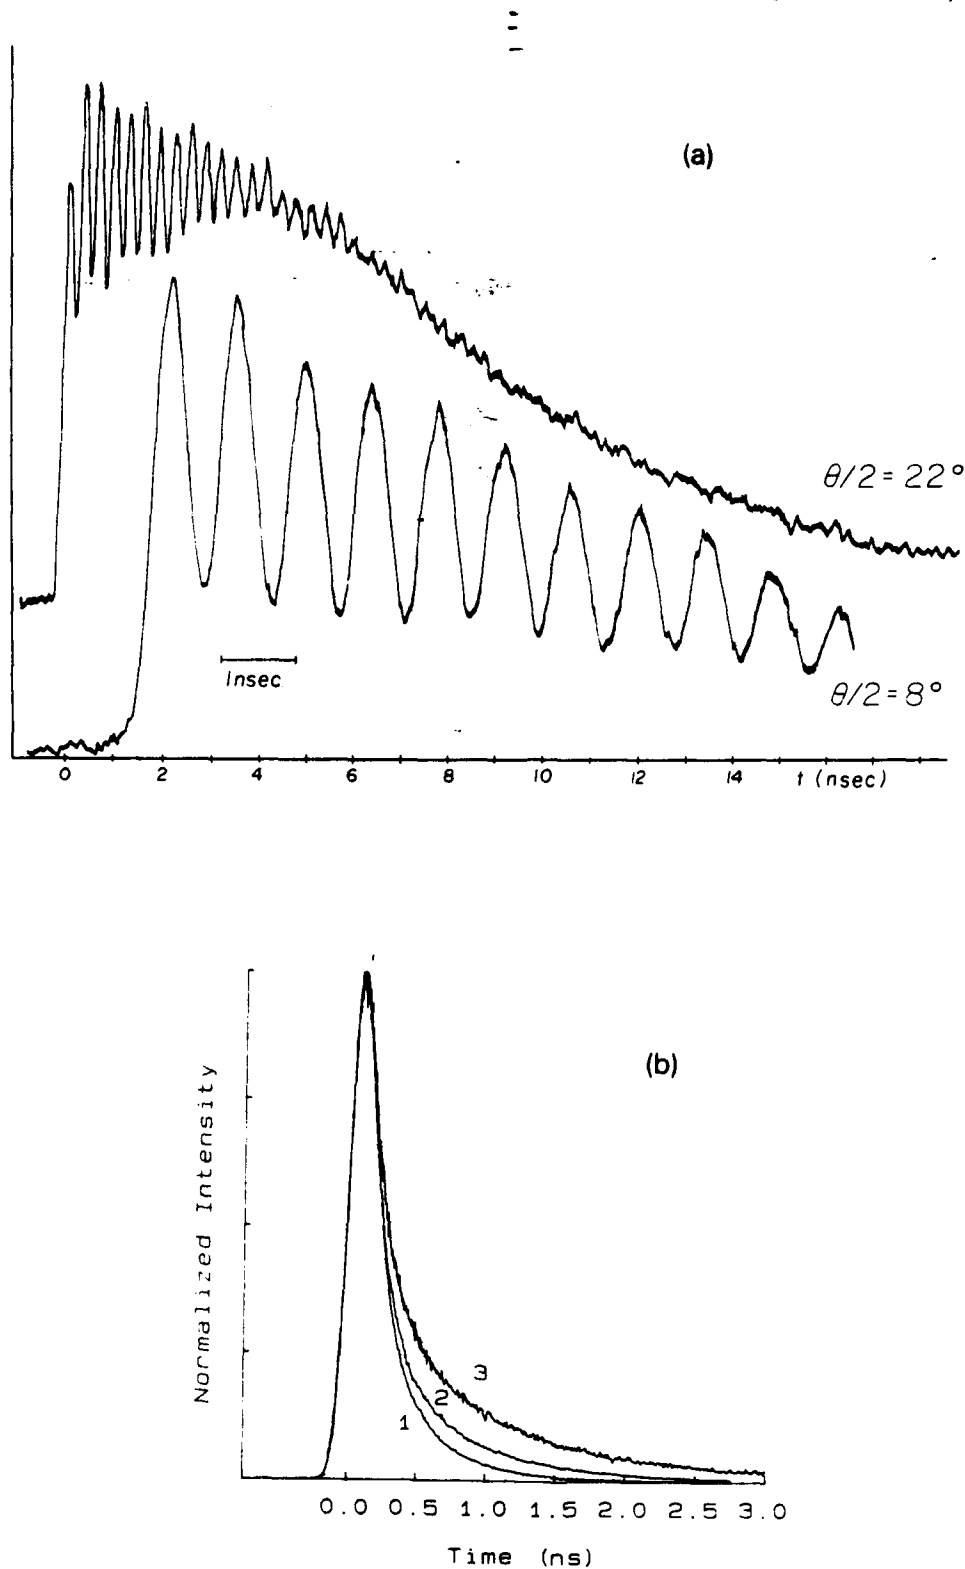 (a)
θ/2 = 22°
1nsec
θ/2 = 8°
0 2 4 6 8 10 12 14 t (nsec)
(b)
Normalized Intensity
3
2
1
0.0 0.5 1.0 1.5 2.0 2.5 3.0
Time (ns)